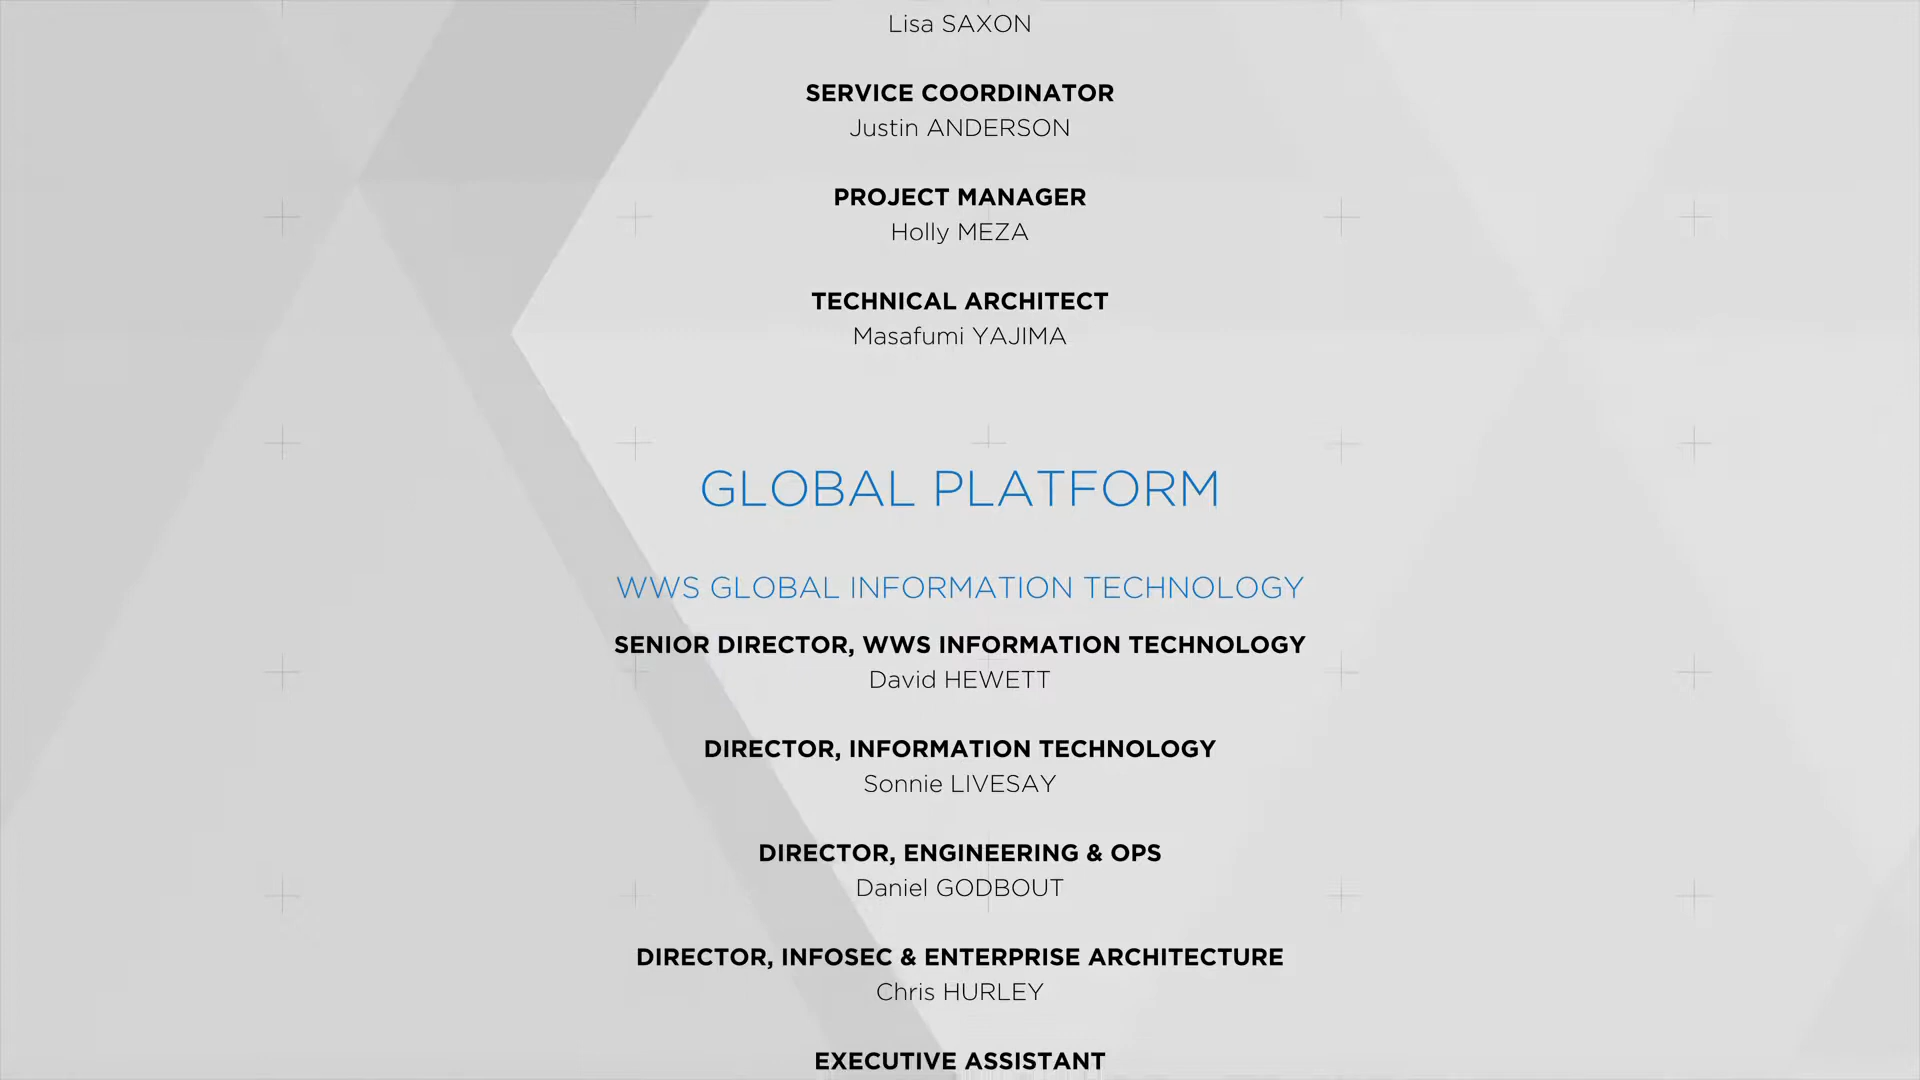 Lisa SAXON
SERVICE COORDINATOR
Justin ANDERSON
PROJECT MANAGER
Holly MEZA
TECHNICAL ARCHITECT
Masafumi YAJIMA
GLOBAL PLATFORM
WWS GLOBAL INFORMATION TECHNOLOGY
SENIOR DIRECTOR, WWS INFORMATION TECHNOLOGY
David HEWETT
DIRECTOR, INFORMATION TECHNOLOGY
Sonnie LIVESAY
DIRECTOR, ENGINEERING & OPS
Daniel GODBOUT
DIRECTOR, INFOSEC & ENTERPRISE ARCHITECTURE
Chris HURLEY
EXECUTIVE ASSISTANT